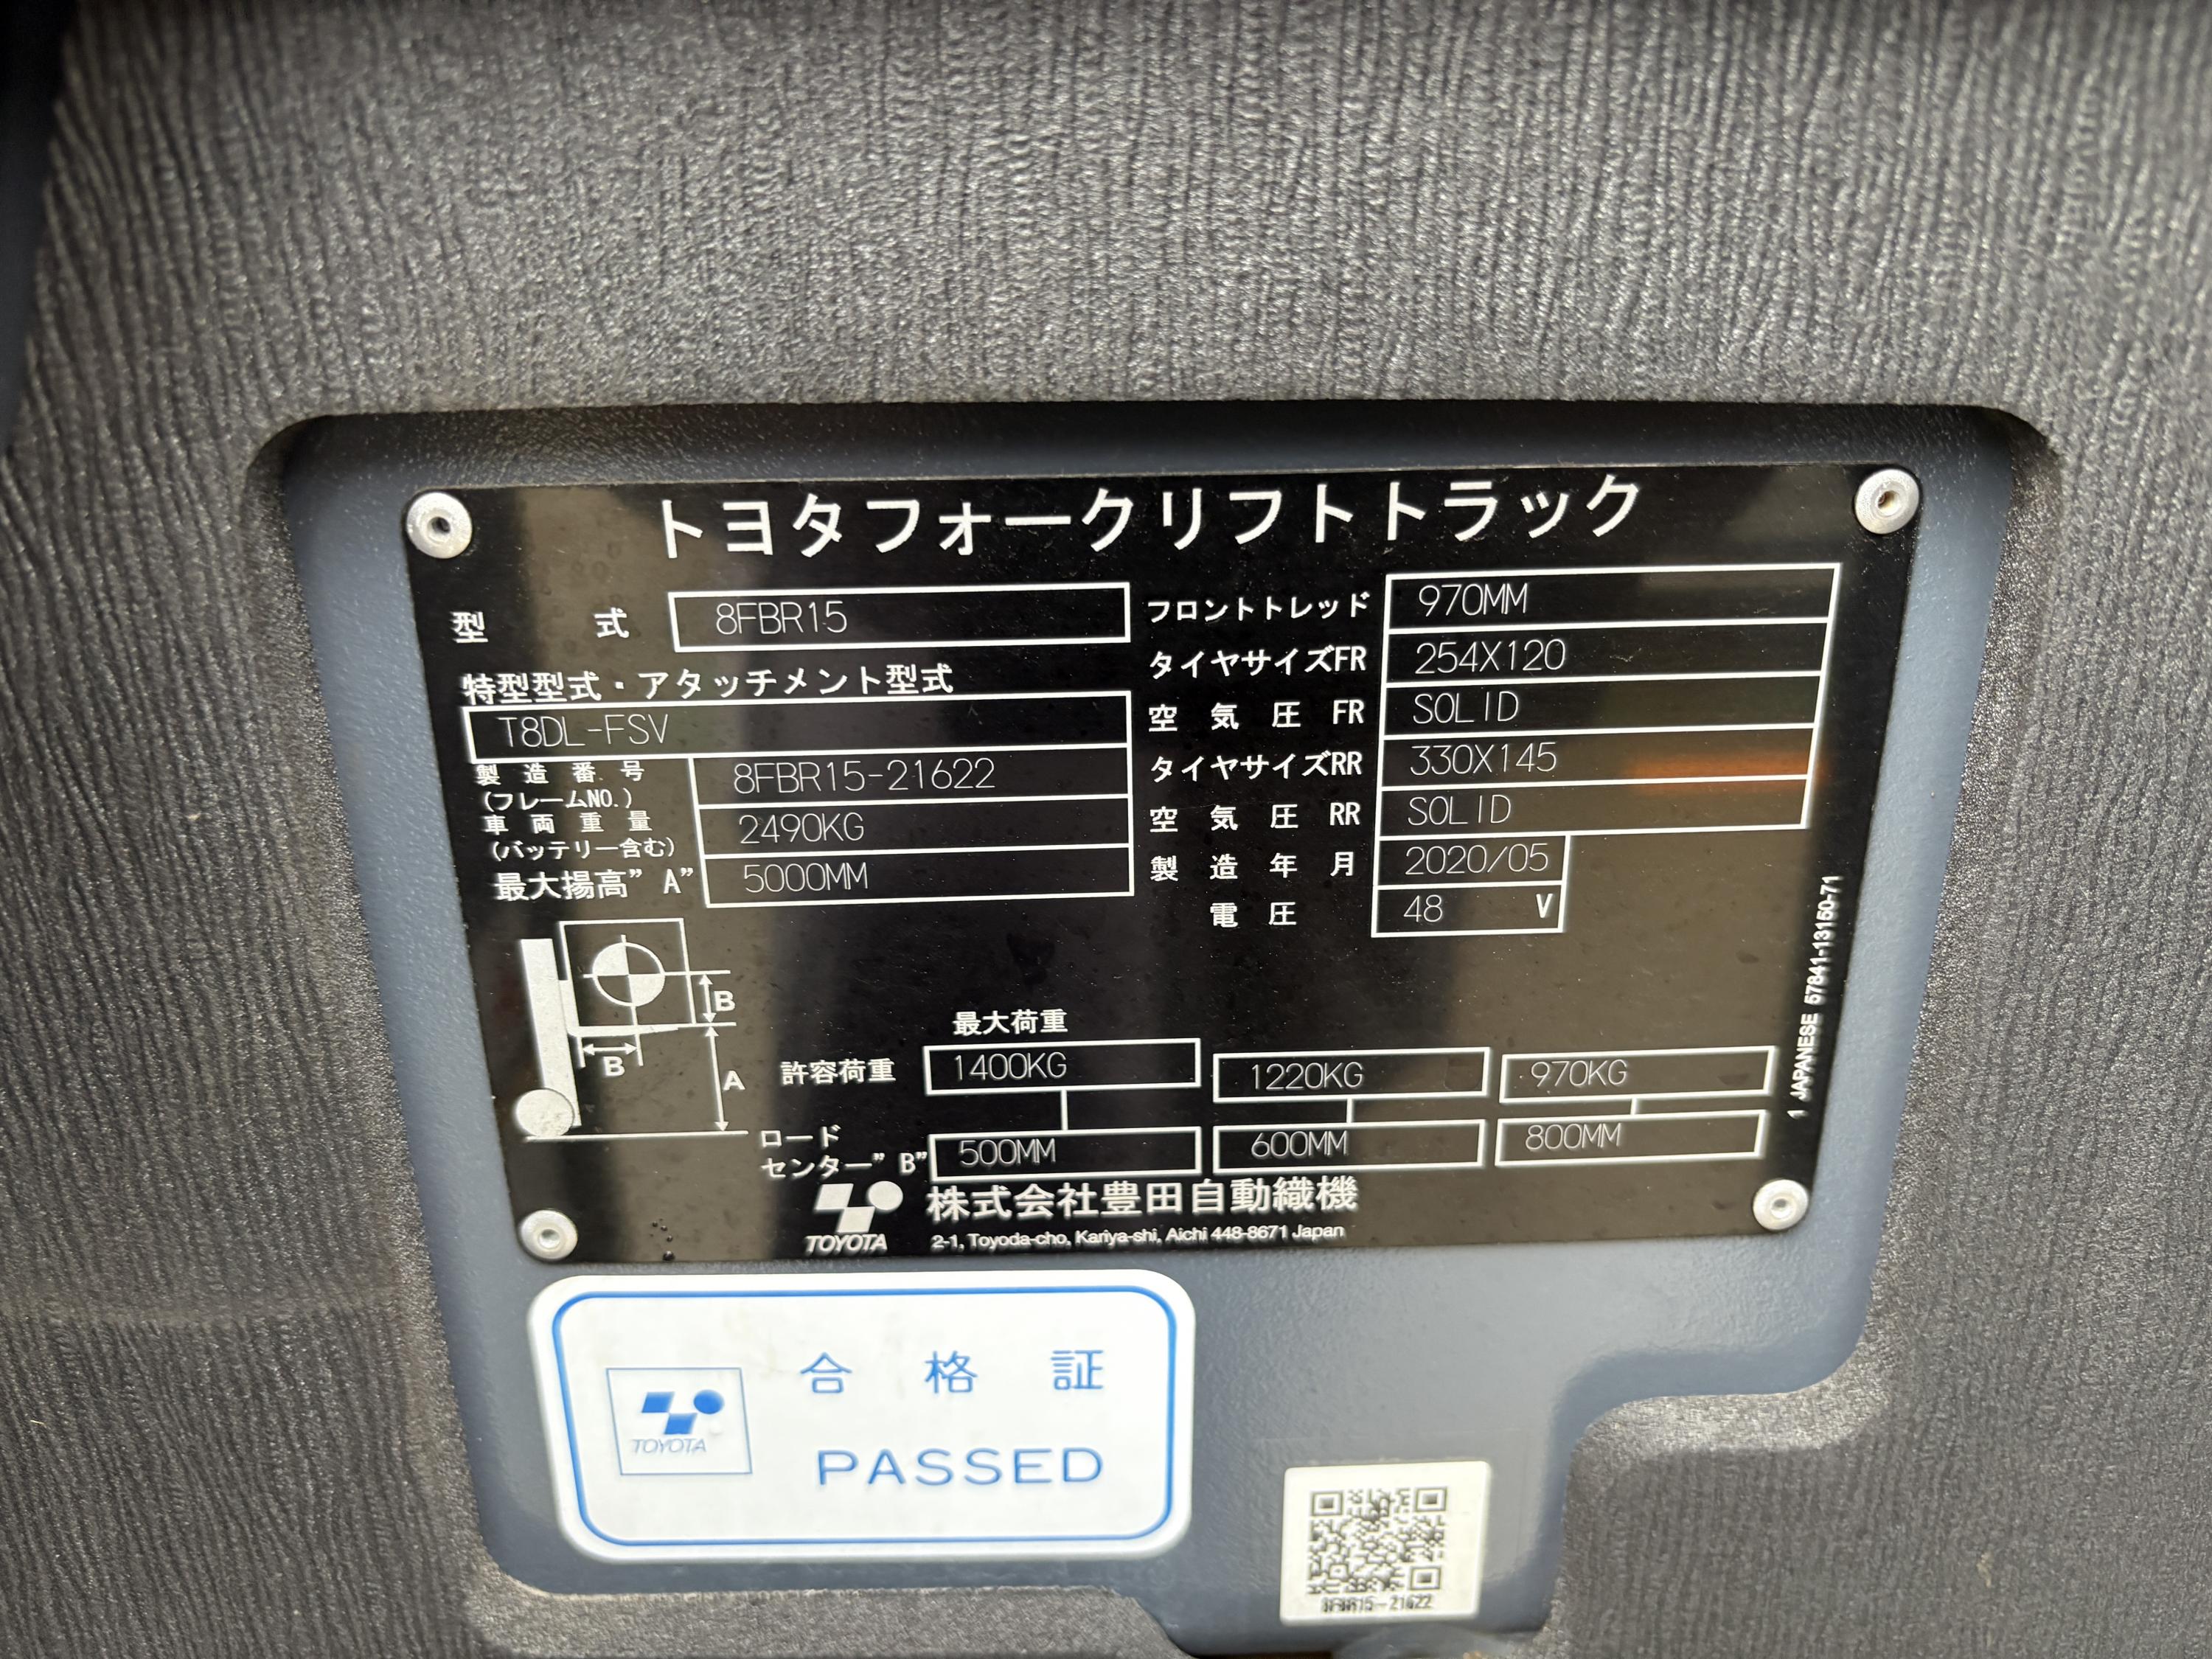 トヨタフォークリフトトラック
型式 8FBR15
特型型式・アタッチメント型式
T8DL-FSV
製造番号
(フレームNO.)
8FBR15-21622
車両重量
(バッテリー含む)
2490KG
最大揚高"A" 5000MM
フロントトレッド 970MM
タイヤサイズFR 254X120
空気圧 FR SOLID
タイヤサイズRR 330X145
空気圧 RR SOLID
製造年月 2020/05
電圧 48 V
B
B
A
最大荷重
許容荷重 1400KG 1220KG 970KG
ロード
センター"B" 500MM 600MM 800MM
TOYOTA
株式会社豊田自動織機
2-1, Toyoda-cho, Kariya-shi, Aichi 448-8671 Japan
1 JAPANESE 57841-13150-71
TOYOTA
合格証
PASSED
8FBR15-21622